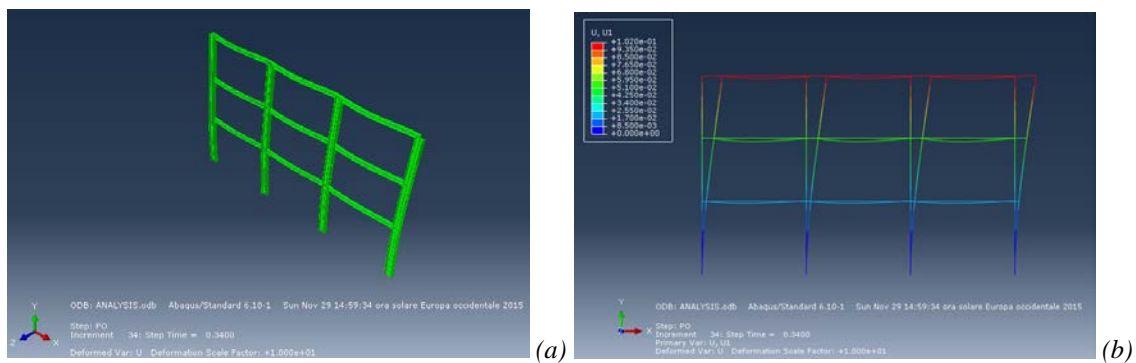 Y
Z
X
ODB: ANALYSIS.odb Abaqus/Standard 6.10-1 Sun Nov 29 14:59:34 ora solare Europa occidentale 2015
Step: PO
Increment 34: Step Time = 0.3400
Deformed Var: U Deformation Scale Factor: +1.000e+01
(a)
U, U1
+1.020e-01
+9.350e-02
+8.500e-02
+7.650e-02
+6.800e-02
+5.950e-02
+5.100e-02
+4.250e-02
+3.400e-02
+2.550e-02
+1.700e-02
+8.500e-03
+0.000e+00
Y
Z
X
ODB: ANALYSIS.odb Abaqus/Standard 6.10-1 Sun Nov 29 14:59:34 ora solare Europa occidentale 2015
Step: PO
Increment 34: Step Time = 0.3400
Primary Var: U, U1
Deformed Var: U Deformation Scale Factor: +1.000e+01
(b)